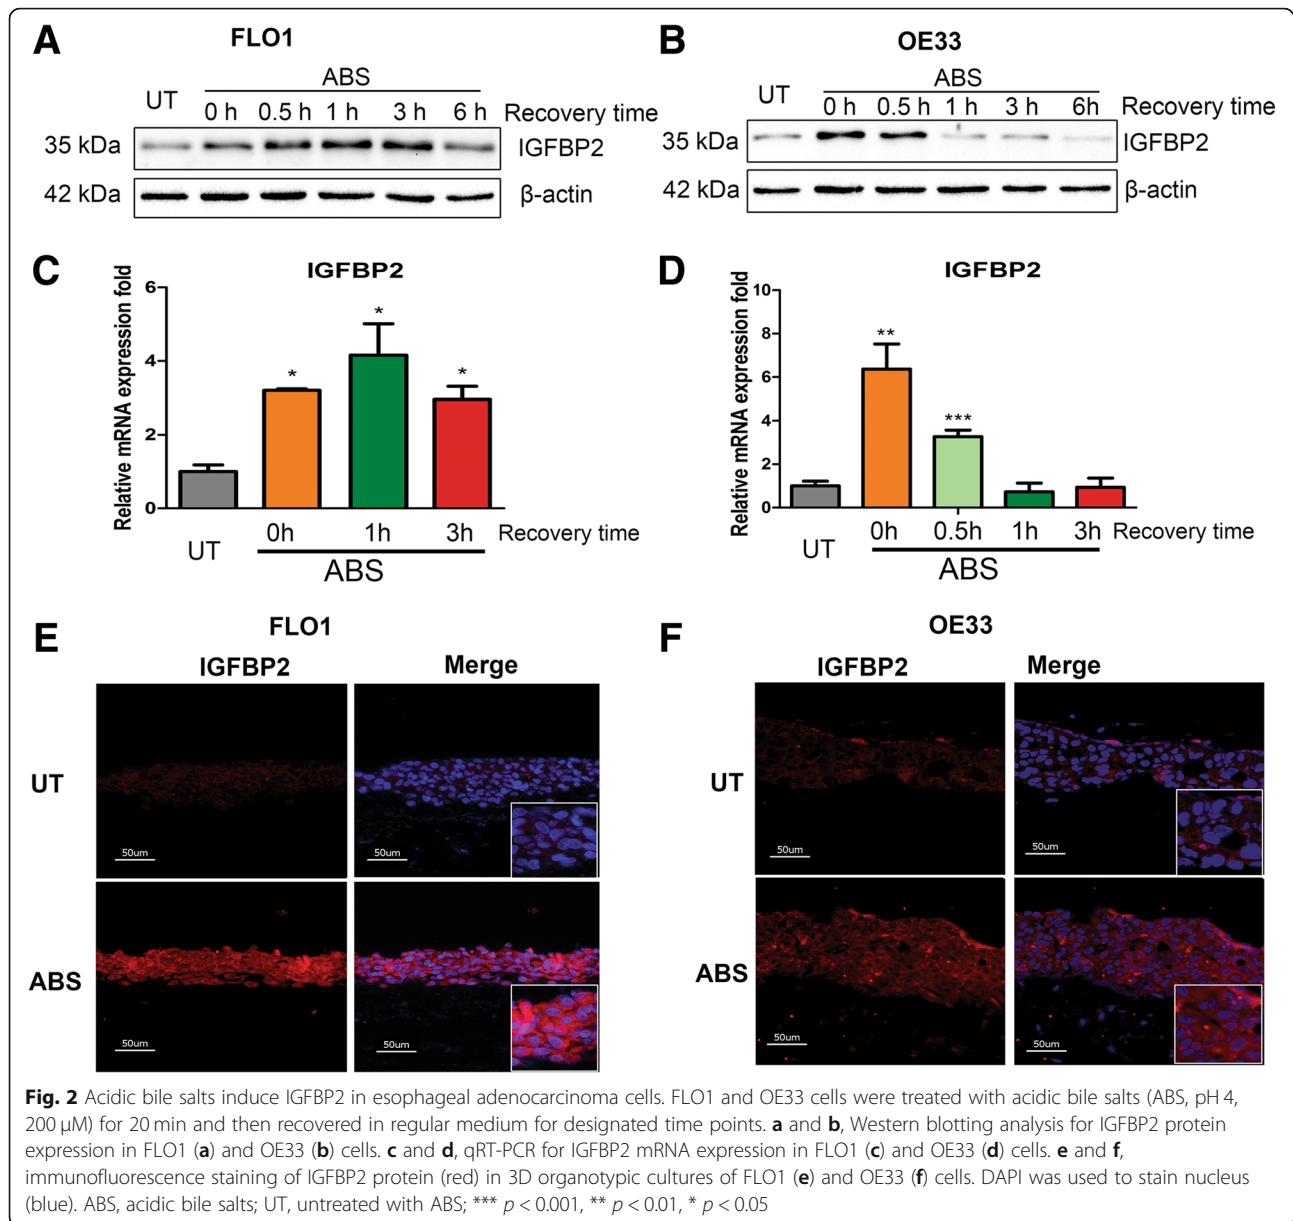 A
FLO1
ABS
UT
0 h 0.5 h 1 h 3 h 6 h Recovery time
35 kDa IGFBP2
42 kDa β-actin
B
OE33
ABS
UT
0 h 0.5 h 1 h 3 h 6h Recovery time
35 kDa IGFBP2
42 kDa β-actin
C
IGFBP2
Relative mRNA expression fold
6
4
2
0
* * *
0h 1h 3h Recovery time
UT
ABS
D
IGFBP2
Relative mRNA expression fold
10
8
6
4
2
0
** ***
0h 0.5h 1h 3h Recovery time
UT
ABS
E
FLO1
IGFBP2 Merge
UT
50um 50um
ABS
50um 50um
F
OE33
IGFBP2 Merge
UT
50um 50um
ABS
50um 50um
Fig. 2 Acidic bile salts induce IGFBP2 in esophageal adenocarcinoma cells. FLO1 and OE33 cells were treated with acidic bile salts (ABS, pH 4,
200 μM) for 20 min and then recovered in regular medium for designated time points. a and b, Western blotting analysis for IGFBP2 protein
expression in FLO1 (a) and OE33 (b) cells. c and d, qRT-PCR for IGFBP2 mRNA expression in FLO1 (c) and OE33 (d) cells. e and f,
immunofluorescence staining of IGFBP2 protein (red) in 3D organotypic cultures of FLO1 (e) and OE33 (f) cells. DAPI was used to stain nucleus
(blue). ABS, acidic bile salts; UT, untreated with ABS; *** p < 0.001, ** p < 0.01, * p < 0.05